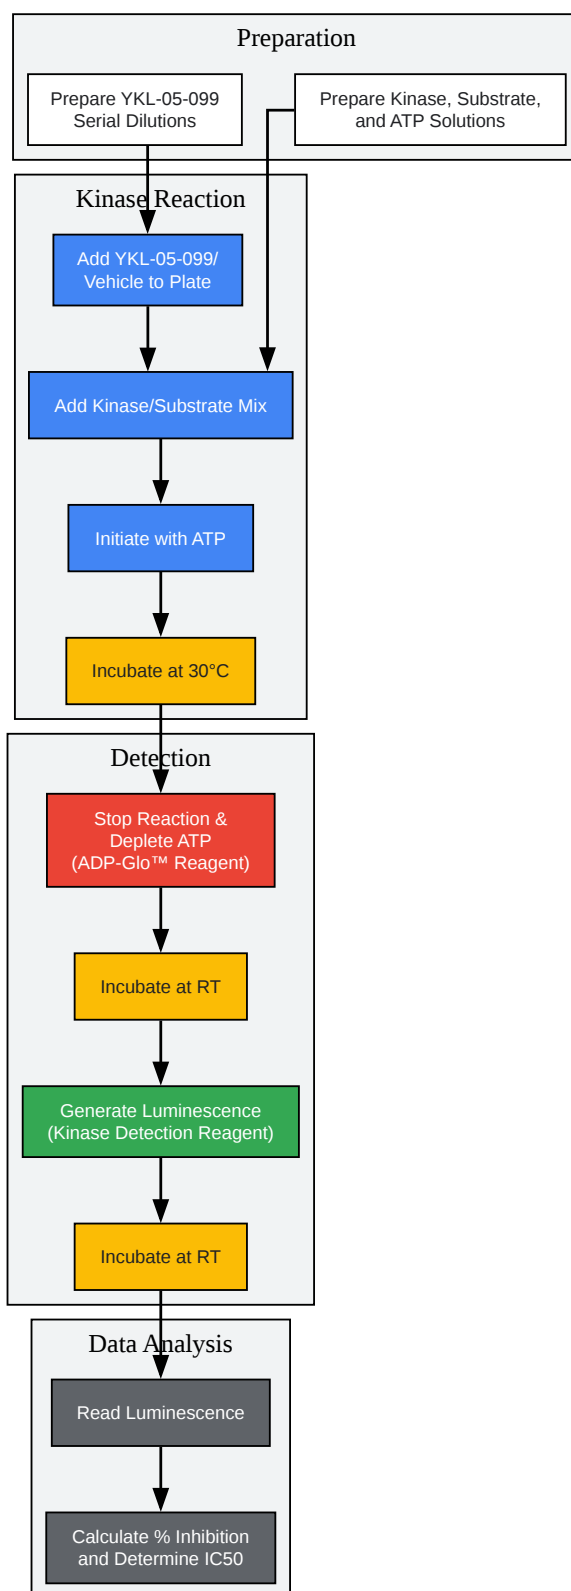 Preparation
Prepare YKL-05-099
Serial Dilutions
Prepare Kinase, Substrate,
and ATP Solutions
Kinase Reaction
Add YKL-05-099/
Vehicle to Plate
Add Kinase/Substrate Mix
Initiate with ATP
Incubate at 30°C
Detection
Stop Reaction &
Deplete ATP
(ADP-Glo™ Reagent)
Incubate at RT
Generate Luminescence
(Kinase Detection Reagent)
Incubate at RT
Data Analysis
Read Luminescence
Calculate % Inhibition
and Determine IC50